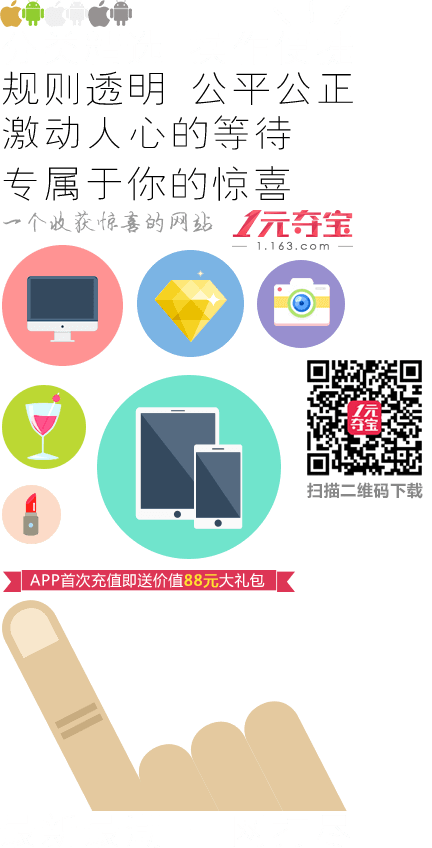 规则透明 公平公正
激动人心的等待
专属于你的惊喜
一个收获惊喜的网站
1元夺宝
1.163.com
1元
夺宝
扫描二维码下载
APP首次充值即送价值88元大礼包